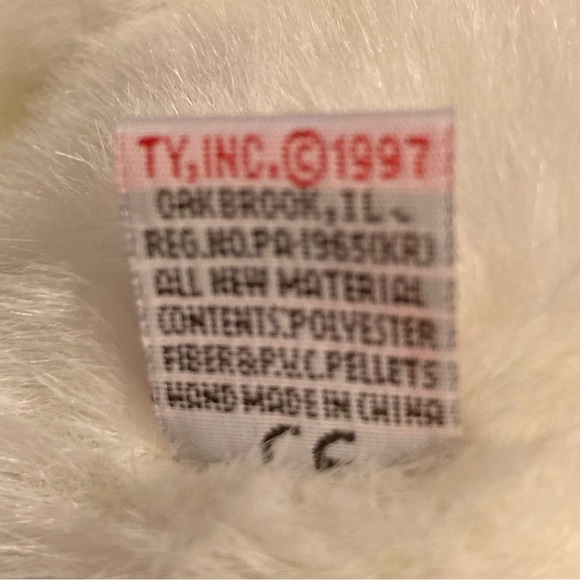 TY,INC.©1997
OAKBROOK,IL.
REG.NO.PA-1965(KR)
ALL NEW MATERIAL
CONTENTS:POLYESTER
FIBER&P.V.C.PELLETS
HAND MADE IN CHINA
CE